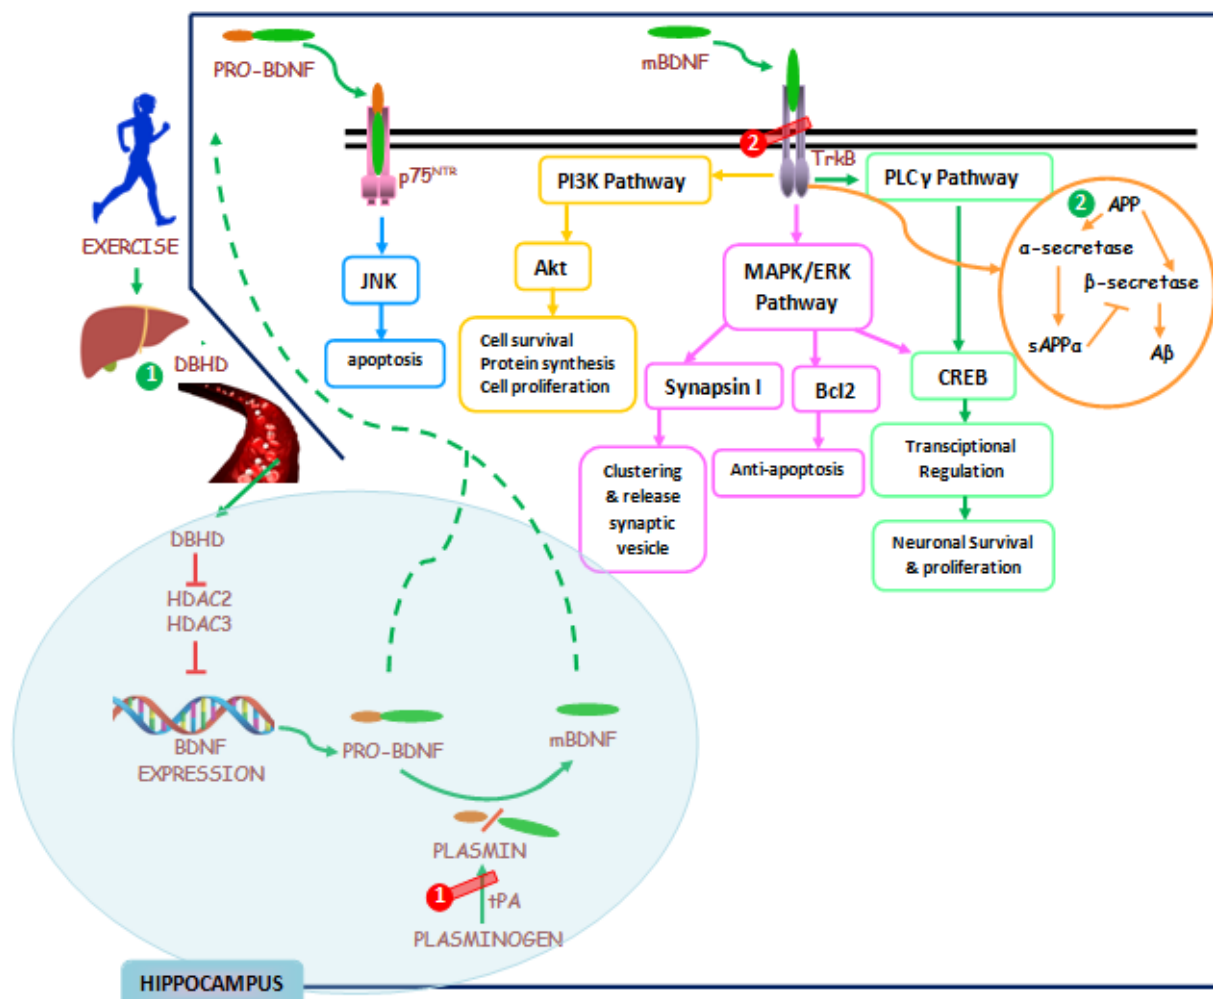 PRO-BDNF
mBDNF
2
TrkB
p75NTR
PI3K Pathway
PLC γ Pathway
2
APP
α-secretase
β-secretase
sAPPα
Aβ
EXERCISE
JNK
Akt
MAPK/ERK
Pathway
apoptosis
Cell survival
Protein synthesis
Cell proliferation
Synapsin I
Bcl2
CREB
1
DBHD
Clustering
& release
synaptic
vesicle
Anti-apoptosis
Transciptional
Regulation
Neuronal Survival
& proliferation
DBHD
HDAC2
HDAC3
BDNF
EXPRESSION
PRO-BDNF
mBDNF
PLASMIN
1
tPA
PLASMINOGEN
HIPPOCAMPUS